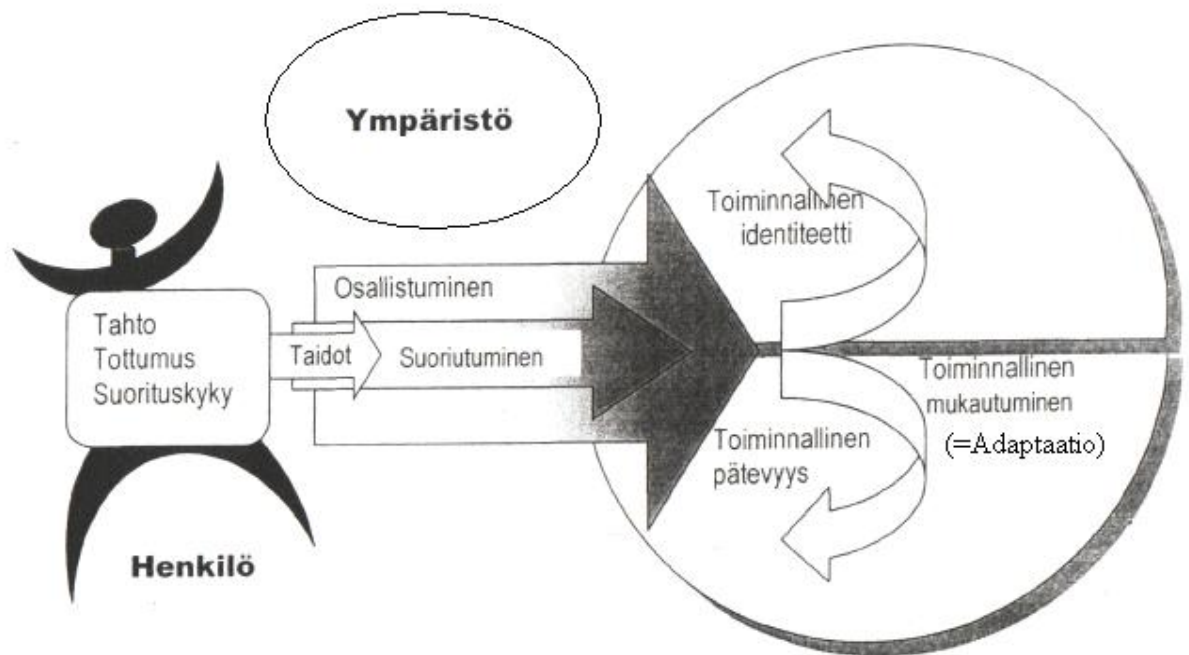 Ympäristö
Tahto
Tottumus
Suorituskyky
Taidot
Osallistuminen
Suoriutuminen
Toiminnallinen
identiteetti
Toiminnallinen
pätevyys
Toiminnallinen
mukautuminen
(=Adaptaatio)
Henkilö